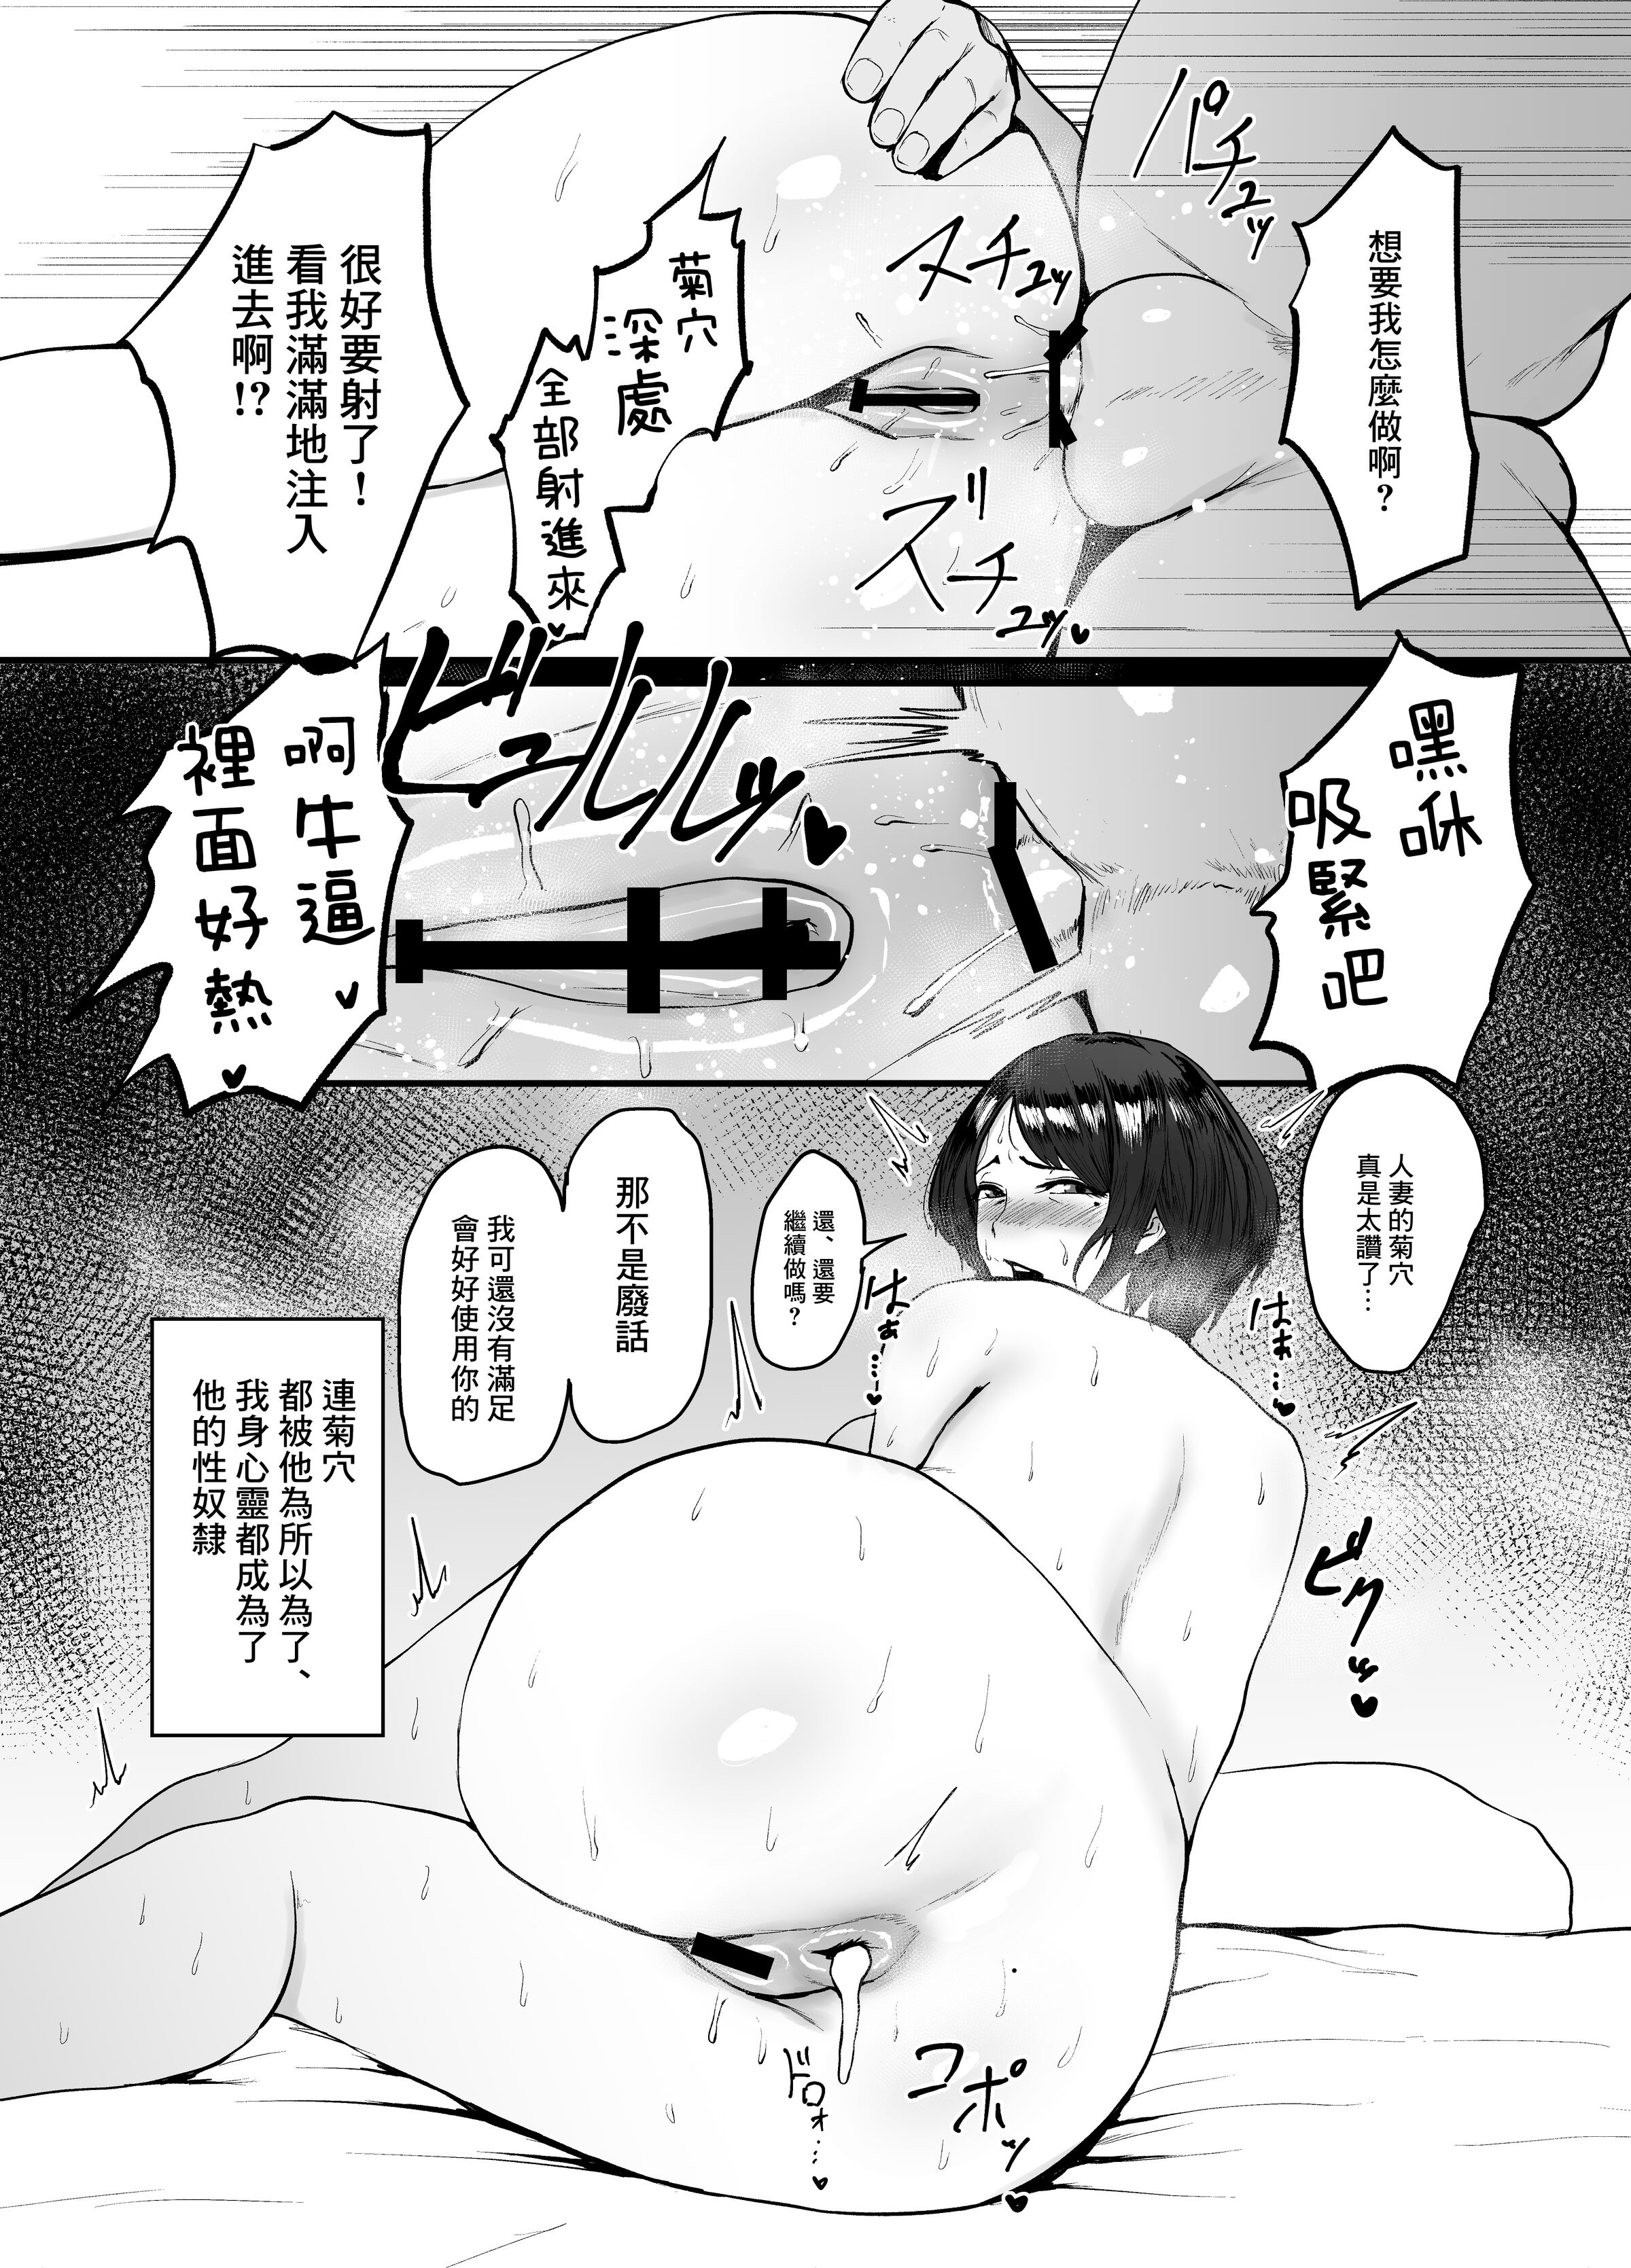 想要我怎麼做啊?
パチュッ
ヌチュッ
菊穴
深處
全部射進來
很好要射了!
看我滿滿地注入
進去啊!?
ズチュッ
嘿咻
吸緊吧
ビュルルルッ
啊牛逼
裡面好熱
人妻的菊穴
真是太讚了…
はぁ…
還、還要
繼續做嗎?
はぁ…
那不是廢話
我可還沒有滿足
會好好使用你的
ビクッ
連菊穴
都被他為所以為了、
我身心靈都成為了
他的性奴隸
コポッ
ドロォ…